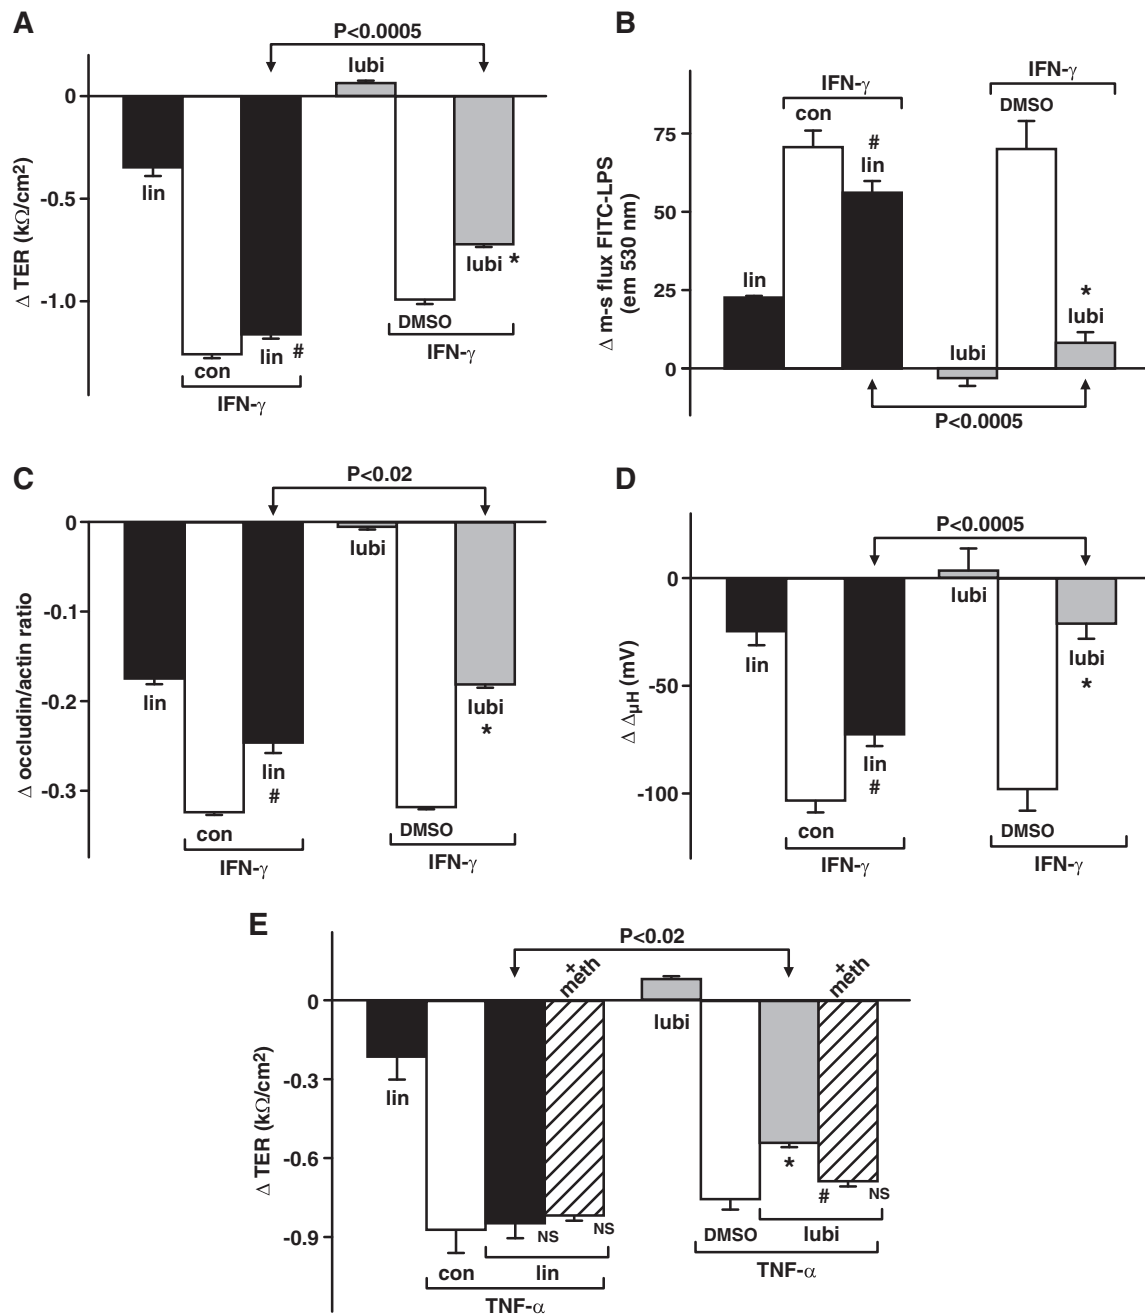 A
P<0.0005
lubi
0
-0.5
-1.0
Δ TER (kΩ/cm2)
lin
lubi *
DMSO
lin #
con
IFN-γ
IFN-γ
B
IFN-γ
IFN-γ
con
DMSO
#
lin
75
50
25
0
Δ m-s flux FITC-LPS
(em 530 nm)
lin
*
lubi
lubi
P<0.0005
C
P<0.02
0
-0.1
-0.2
-0.3
Δ occludin/actin ratio
lubi
lin
lubi
*
lin
#
con
DMSO
IFN-γ
IFN-γ
D
P<0.0005
0
-50
-100
Δ ΔμH (mV)
lubi
lin
lubi
*
lin
#
con
DMSO
IFN-γ
IFN-γ
E
P<0.02
+
meth
+
meth
0
-0.3
-0.6
-0.9
Δ TER (kΩ/cm2)
lubi
lin
*
# NS
NS NS
DMSO
lubi
con
lin
TNF-α
TNF-α